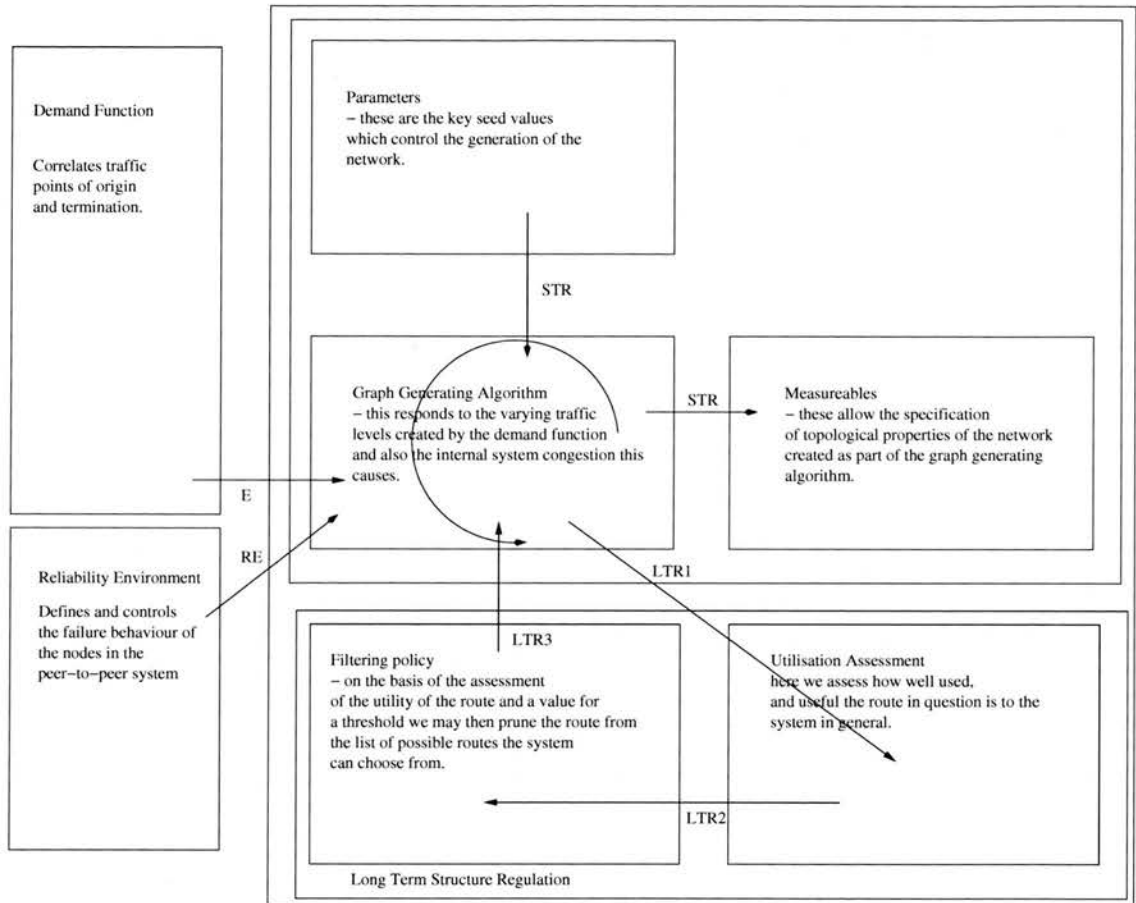 Demand Function
Correlates traffic
points of origin
and termination.
Parameters
– these are the key seed values
which control the generation of the
network.
STR
Graph Generating Algorithm
– this responds to the varying traffic
levels created by the demand function
and also the internal system congestion this
causes.
STR
Measureables
– these allow the specification
of topological properties of the network
created as part of the graph generating
algorithm.
E
RE
Reliability Environment
Defines and controls
the failure behaviour of
the nodes in the
peer–to–peer system
LTR1
LTR3
Filtering policy
– on the basis of the assessment
of the utility of the route and a value for
a threshold we may then prune the route from
the list of possible routes the system
can choose from.
Utilisation Assessment
here we assess how well used,
and useful the route in question is to the
system in general.
LTR2
Long Term Structure Regulation